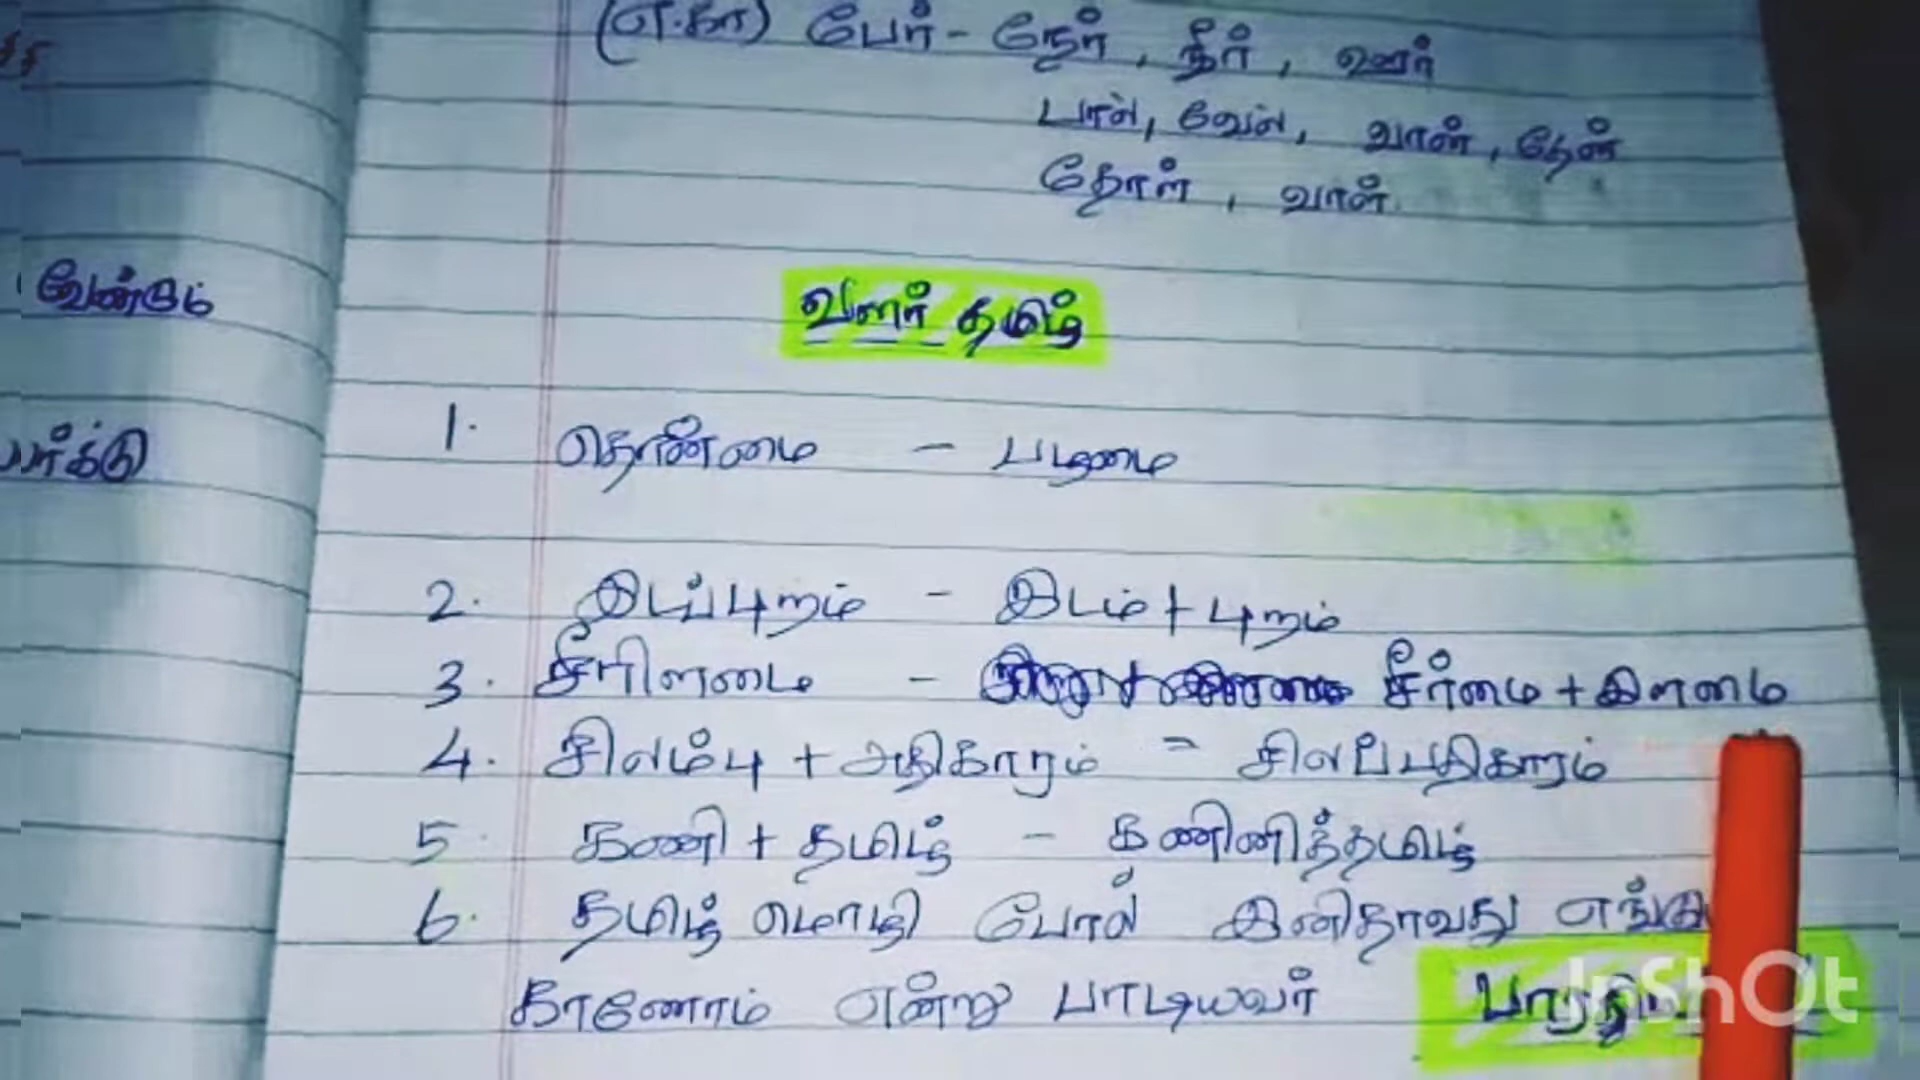 (எ.கா) பேர் - நேர், நீர், ஊர்
பால், வேல், வான், தேன்
தோள், வாள்.
வேண்டும்
வளர் தமிழ்
1. தொன்மை - பழமை
2. இடப்புறம் - இடம் + புறம்
3. சீரிளமை - சீர்மை + இளமை
4. சிலம்பு + அதிகாரம் = சிலப்பதிகாரம்
5. கணினி + தமிழ் - கணினித்தமிழ்
6. தமிழ் மொழி போல் இனிதாவது எங்கு
காணோம் என்று பாடியவர்
InShOt